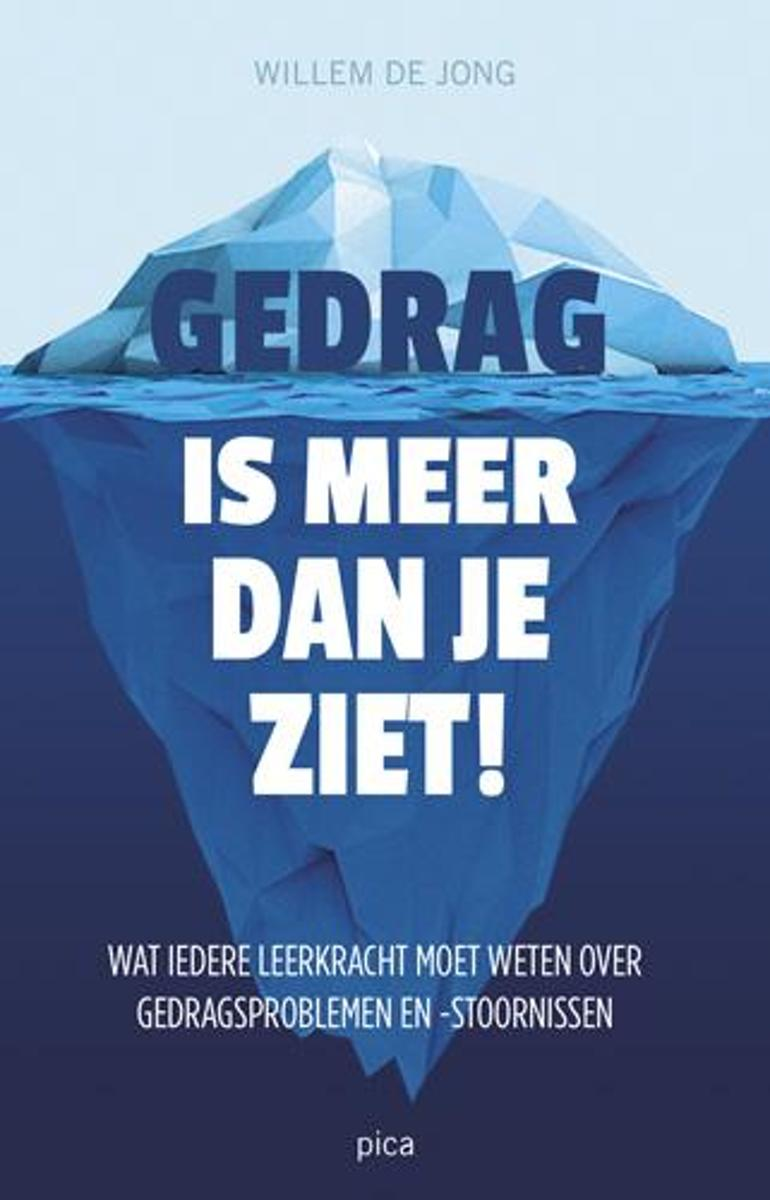 WILLEM DE JONG
GEDRAG
IS MEER
DAN JE
ZIET!
WAT IEDERE LEERKRACHT MOET WETEN OVER
GEDRAGSPROBLEMEN EN -STOORNISSEN
pica